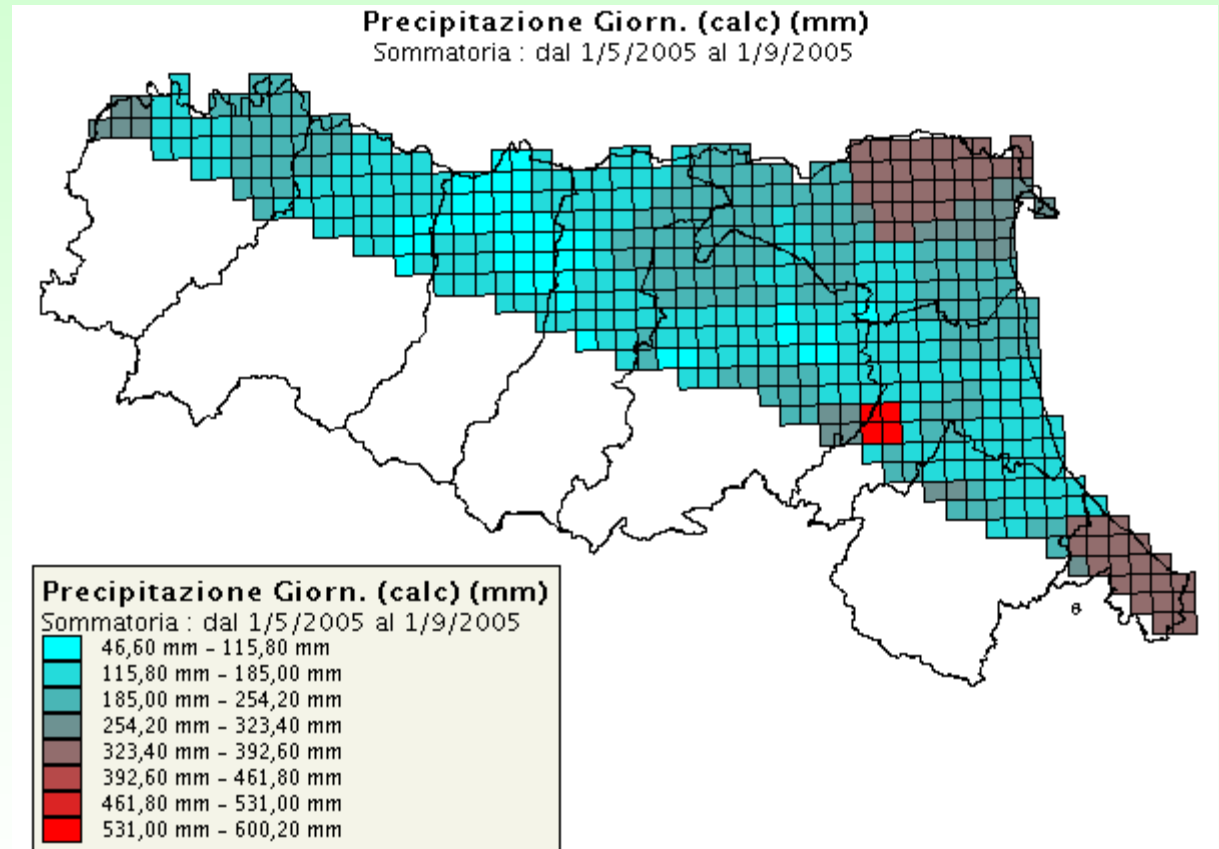 Precipitazione Giorn. (calc) (mm)
Sommatoria : dal 1/5/2005 al 1/9/2005
Precipitazione Giorn. (calc) (mm)
Sommatoria : dal 1/5/2005 al 1/9/2005
46,60 mm - 115,80 mm
115,80 mm - 185,00 mm
185,00 mm - 254,20 mm
254,20 mm - 323,40 mm
323,40 mm - 392,60 mm
392,60 mm - 461,80 mm
461,80 mm - 531,00 mm
531,00 mm - 600,20 mm